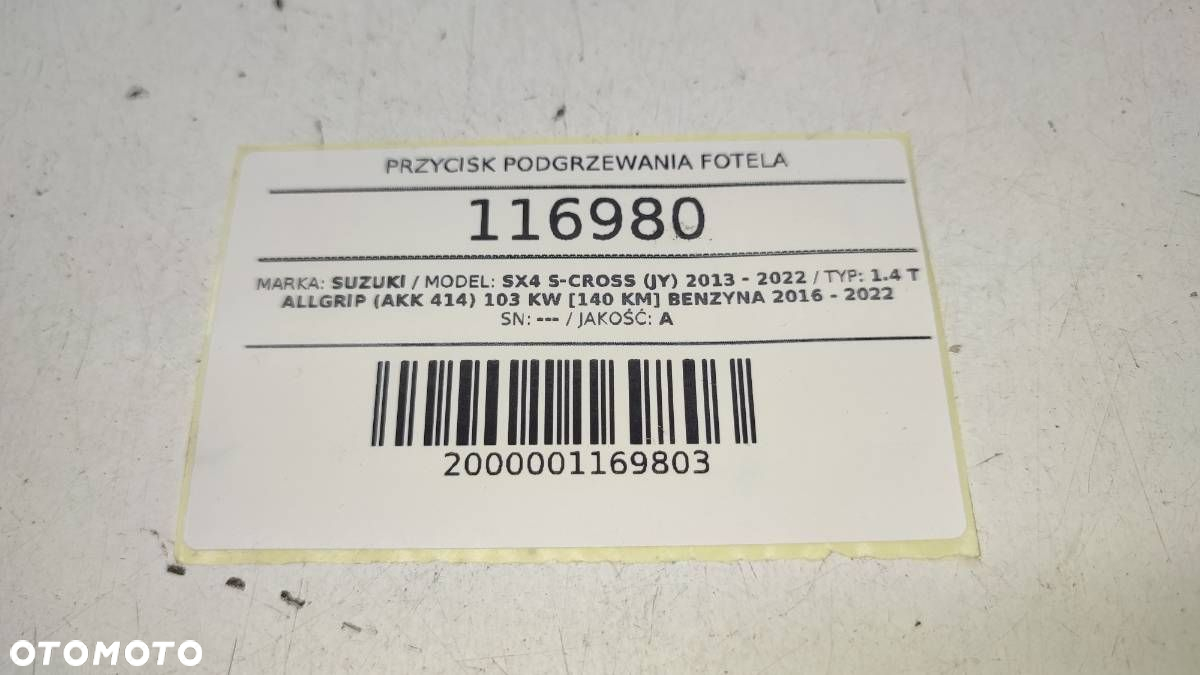 PRZYCISK PODGRZEWANIA FOTELA
116980
MARKA: SUZUKI / MODEL: SX4 S-CROSS (JY) 2013 - 2022 / TYP: 1.4 T
ALLGRIP (AKK 414) 103 KW [140 KM] BENZYNA 2016 - 2022
SN: --- / JAKOŚĆ: A
2000001169803
OTOMOTO